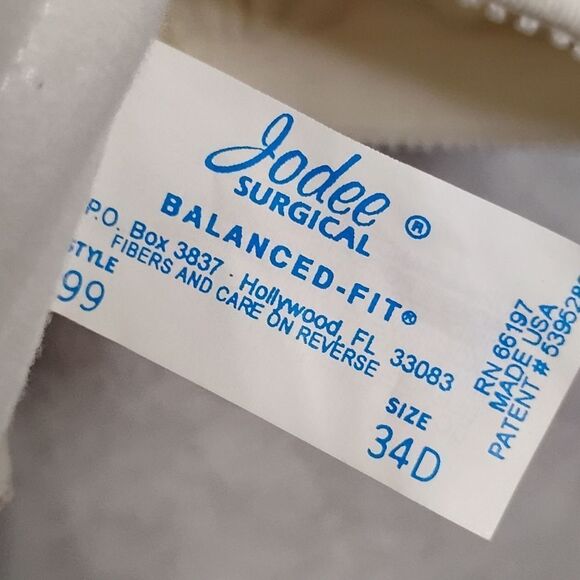 Jodee®
SURGICAL
BALANCED-FIT®
P.O. Box 3837 · Hollywood, FL 33083
FIBERS AND CARE ON REVERSE
STYLE
99
SIZE
34D
RN 66197
MADE USA
PATENT #